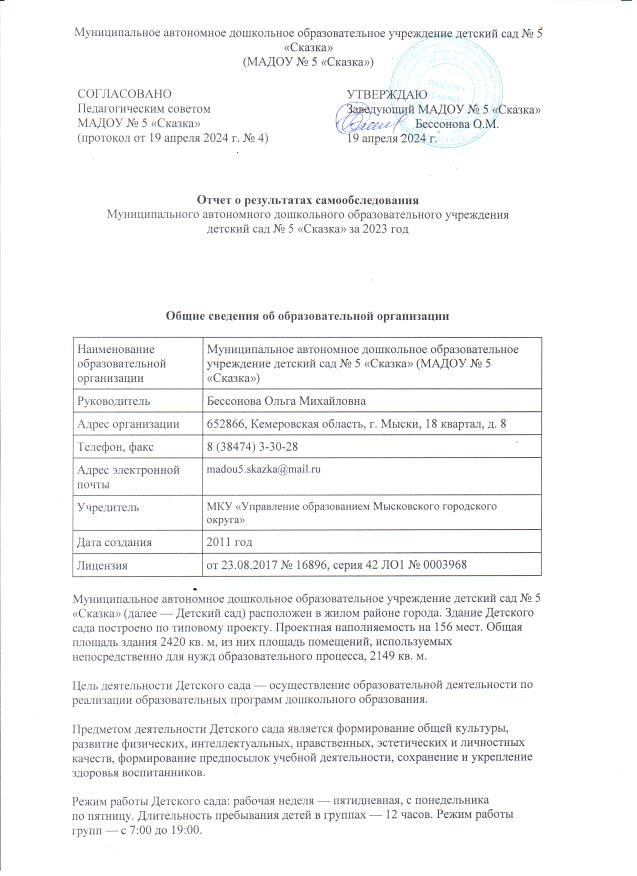 Муниципальное автономное дошкольное образовательное учреждение детский сад № 5
«Сказка»
(МАДОУ № 5 «Сказка»)
СОГЛАСОВАНО
Педагогическим советом
МАДОУ № 5 «Сказка»
(протокол от 19 апреля 2024 г. № 4)
УТВЕРЖДАЮ
Заведующий МАДОУ № 5 «Сказка»
Бессонова О.М.
19 апреля 2024 г.
Отчет о результатах самообследования
Муниципального автономного дошкольного образовательного учреждения
детский сад № 5 «Сказка» за 2023 год
Общие сведения об образовательной организации
Наименование
образовательной
организации
Муниципальное автономное дошкольное образовательное
учреждение детский сад № 5 «Сказка» (МАДОУ № 5
«Сказка»)
Руководитель
Бессонова Ольга Михайловна
Адрес организации
652866, Кемеровская область, г. Мыски, 18 квартал, д. 8
Телефон, факс
8 (38474) 3-30-28
Адрес электронной
почты
madou5.skazka@mail.ru
Учредитель
МКУ «Управление образованием Мысковского городского
округа»
Дата создания
2011 год
Лицензия
от 23.08.2017 № 16896, серия 42 ЛО1 № 0003968
Муниципальное автономное дошкольное образовательное учреждение детский сад № 5
«Сказка» (далее — Детский сад) расположен в жилом районе города. Здание Детского
сада построено по типовому проекту. Проектная наполняемость на 156 мест. Общая
площадь здания 2420 кв. м, из них площадь помещений, используемых
непосредственно для нужд образовательного процесса, 2149 кв. м.
Цель деятельности Детского сада — осуществление образовательной деятельности по
реализации образовательных программ дошкольного образования.
Предметом деятельности Детского сада является формирование общей культуры,
развитие физических, интеллектуальных, нравственных, эстетических и личностных
качеств, формирование предпосылок учебной деятельности, сохранение и укрепление
здоровья воспитанников.
Режим работы Детского сада: рабочая неделя — пятидневная, с понедельника
по пятницу. Длительность пребывания детей в группах — 12 часов. Режим работы
групп — с 7:00 до 19:00.